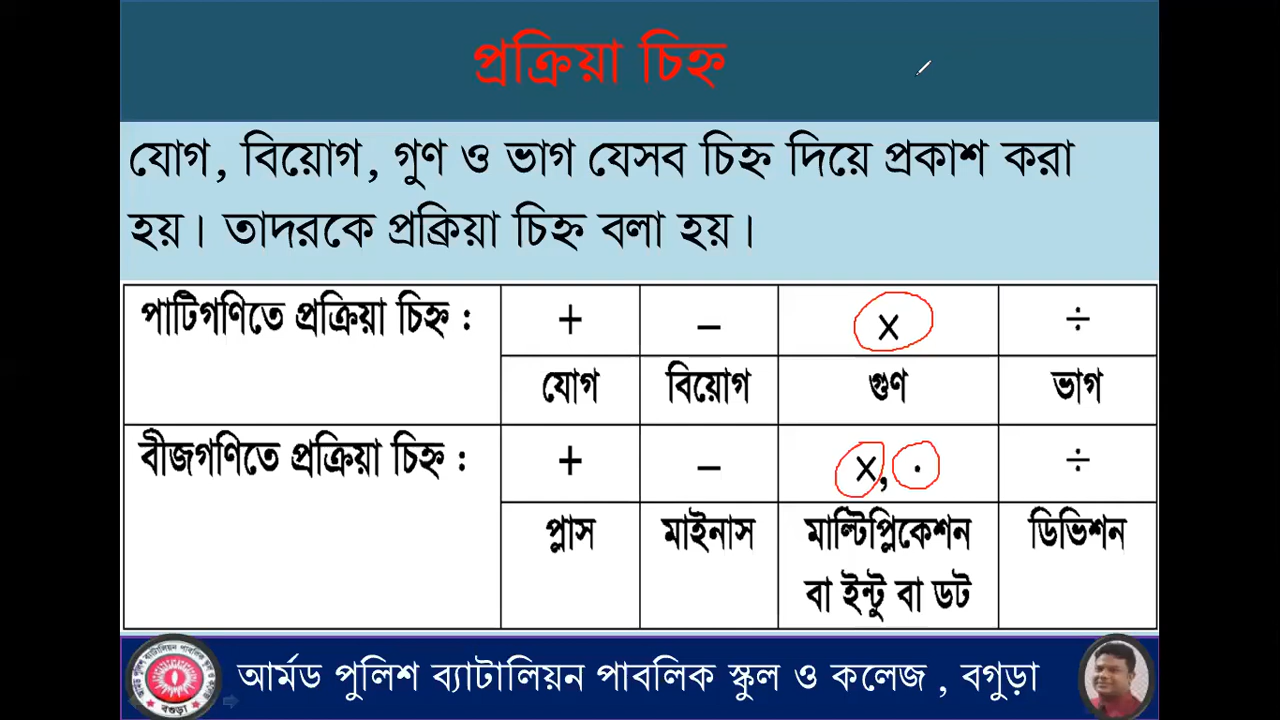 প্রক্রিয়া চিহ্ন
যোগ, বিয়োগ, গুণ ও ভাগ যেসব চিহ্ন দিয়ে প্রকাশ করা
হয়। তাদরকে প্রক্রিয়া চিহ্ন বলা হয়।
পাটিগণিতে প্রক্রিয়া চিহ্ন : + − × ÷
যোগ বিয়োগ গুণ ভাগ
বীজগণিতে প্রক্রিয়া চিহ্ন : + − ×, · ÷
প্লাস মাইনাস মাল্টিপ্লিকেশন ডিভিশন
বা ইন্টু বা ডট
আর্মড পুলিশ ব্যাটালিয়ন পাবলিক স্কুল ও কলেজ , বগুড়া
বগুড়া